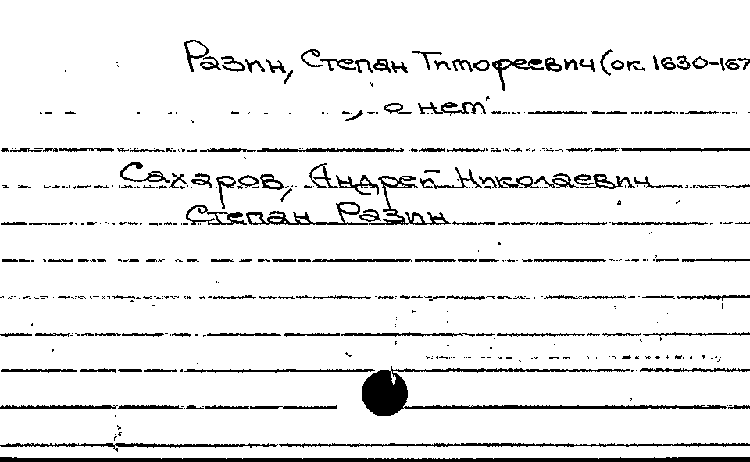 Разин, Степан Тимофеевич (ок. 1630-167
, о нем
Сахаров, Андрей Николаевич
Степан Разин